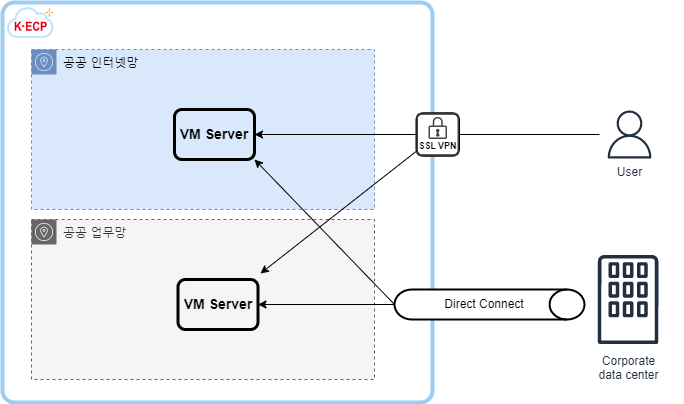 K·ECP
공공 인터넷망
VM Server
SSL VPN
User
공공 업무망
VM Server
Direct Connect
Corporate
data center